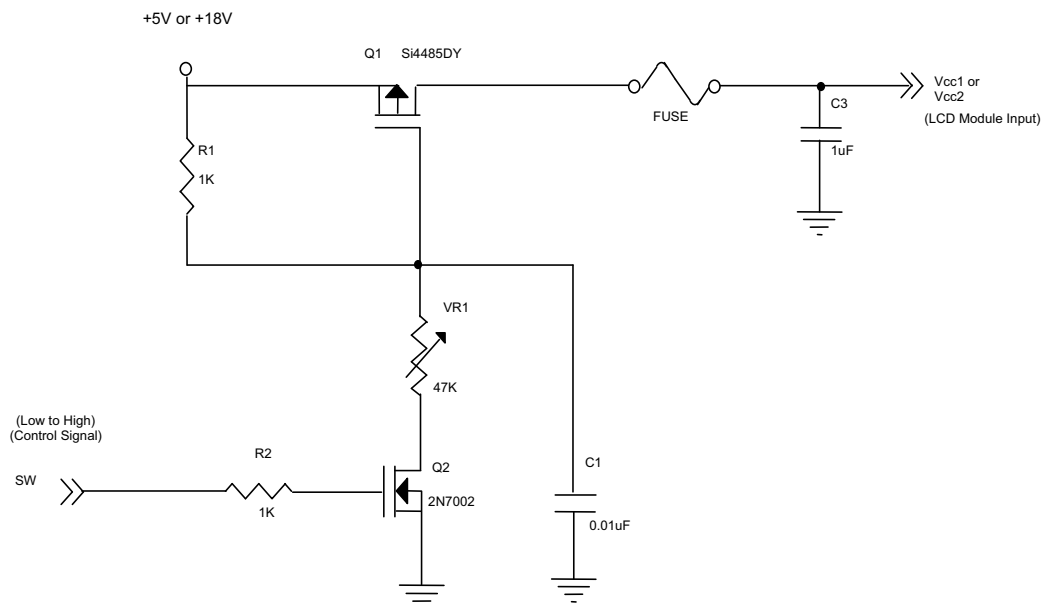 +5V or +18V
Q1 Si4485DY
FUSE
Vcc1 or
Vcc2
(LCD Module Input)
C3
1uF
R1
1K
VR1
47K
(Low to High)
(Control Signal)
SW
R2
1K
Q2
2N7002
C1
0.01uF